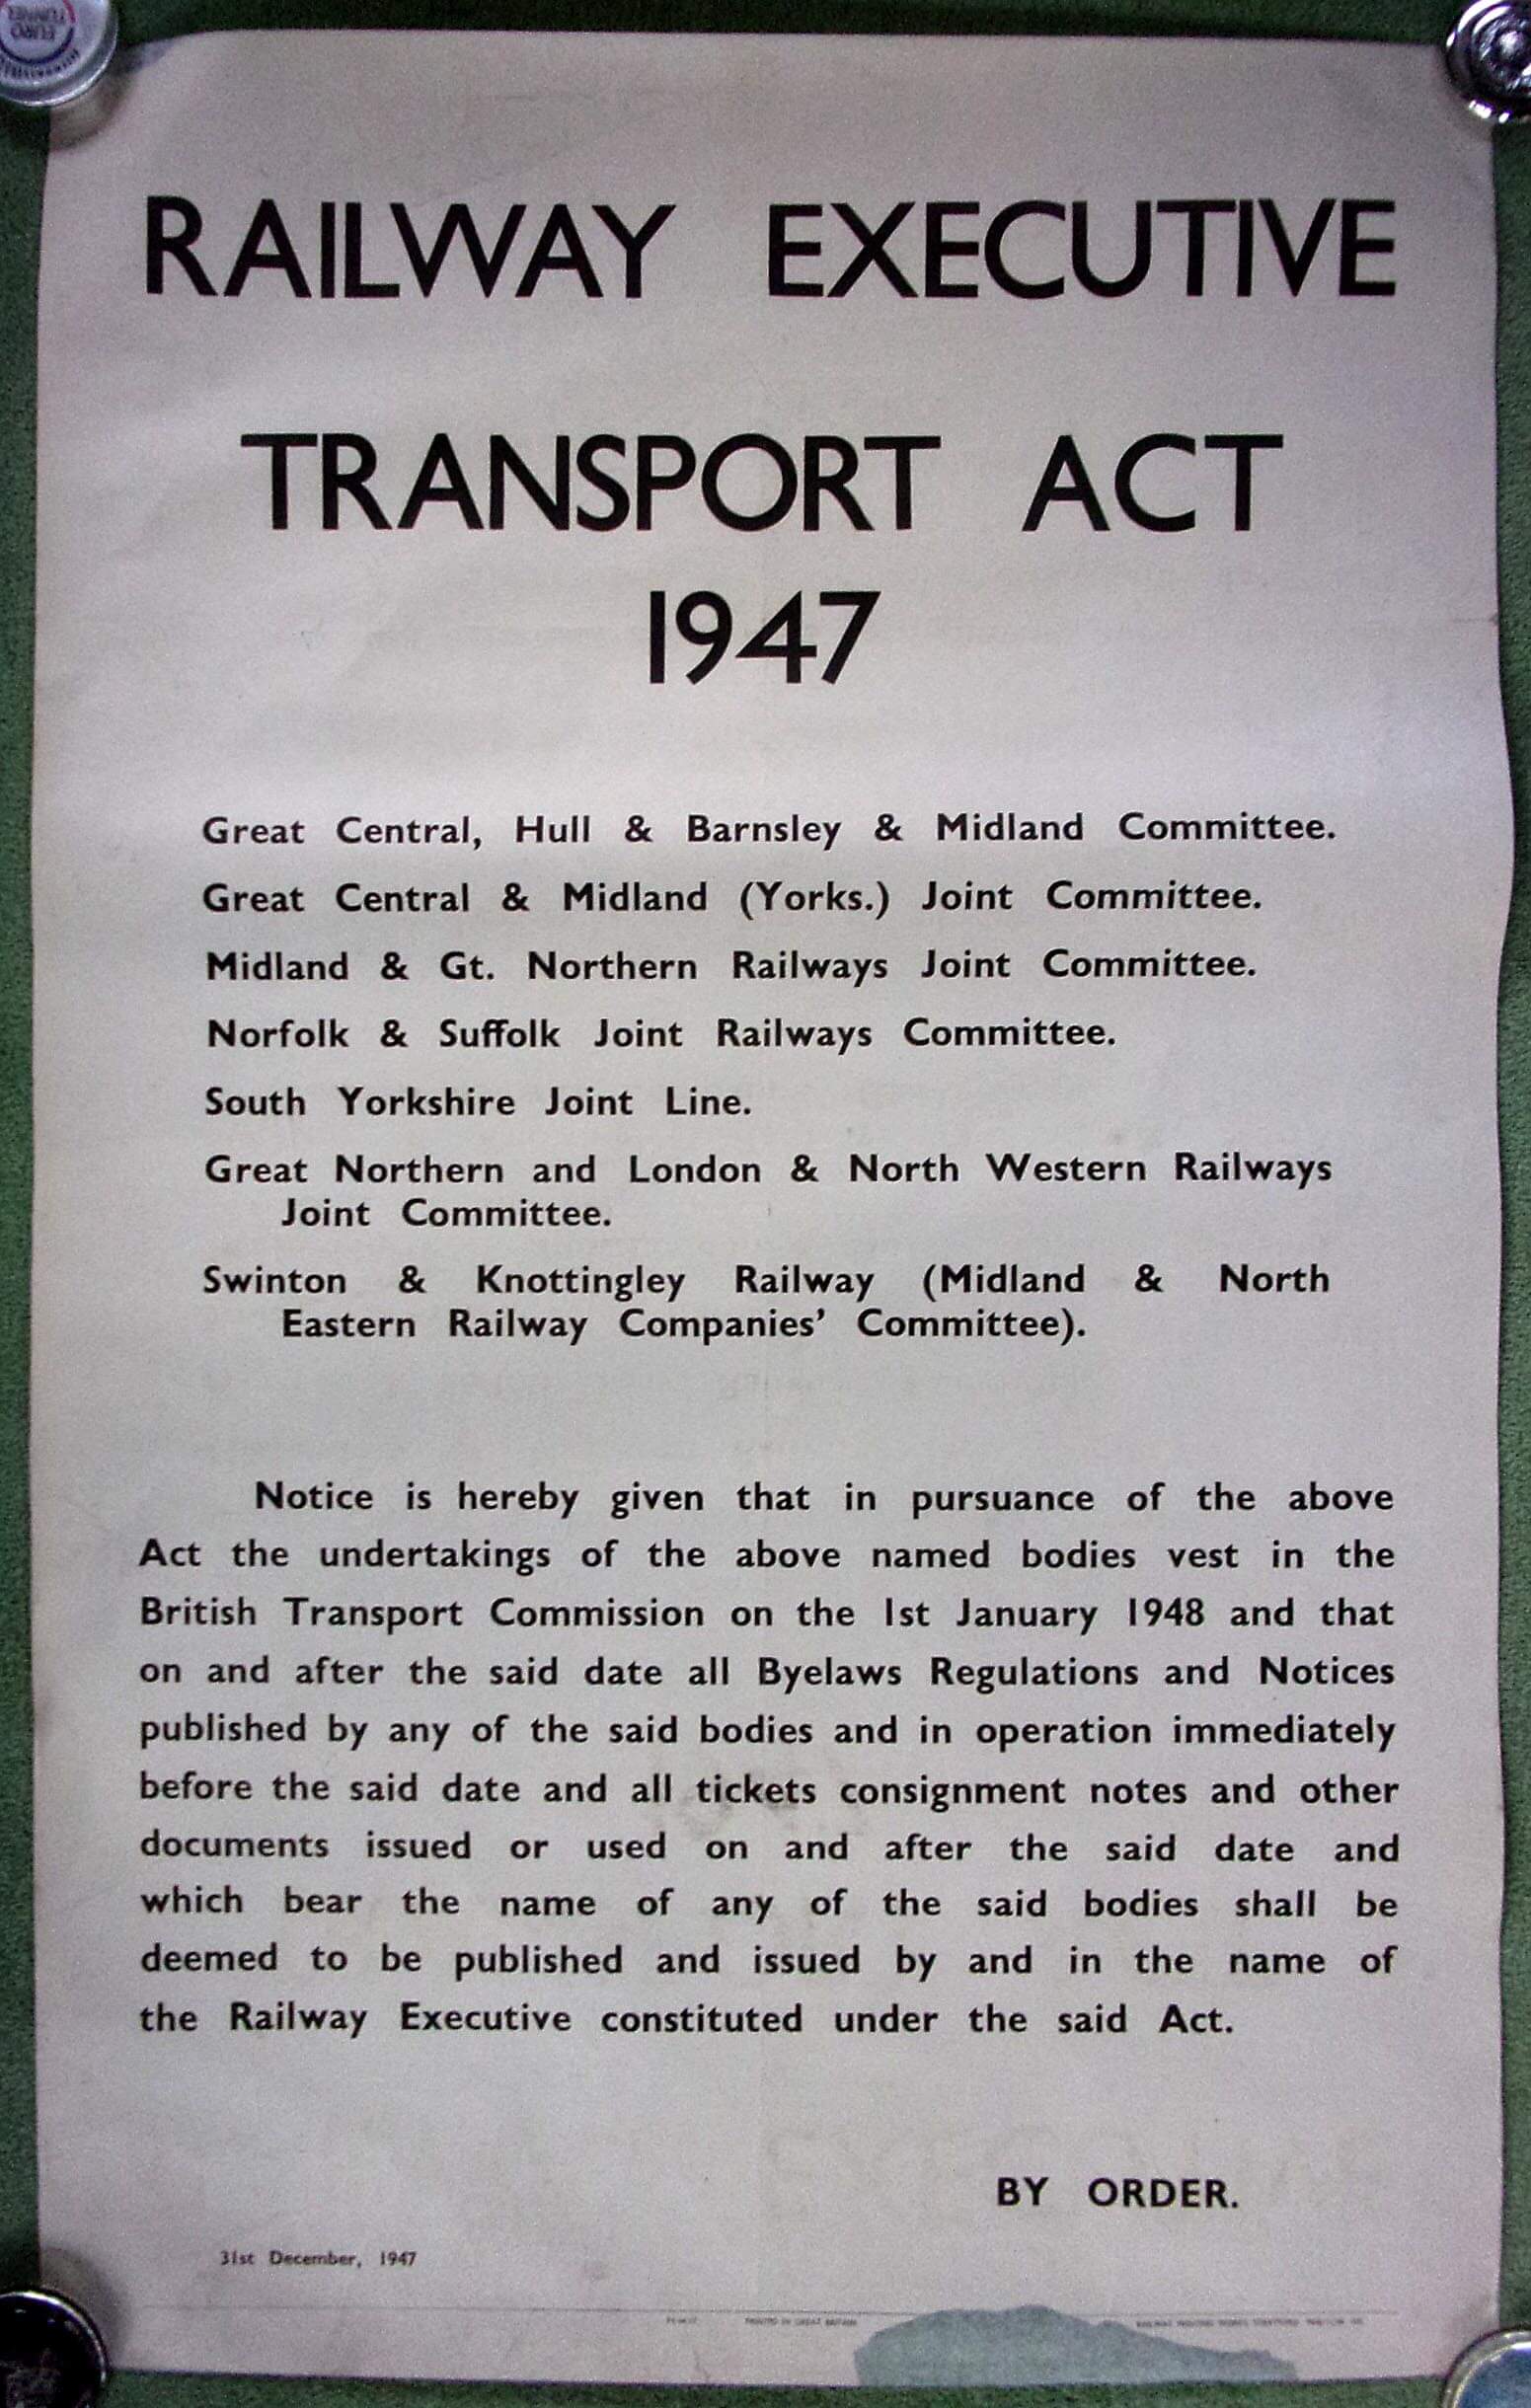 EURO
TUNNEL
RAILWAY EXECUTIVE
TRANSPORT ACT
1947
Great Central, Hull & Barnsley & Midland Committee.
Great Central & Midland (Yorks.) Joint Committee.
Midland & Gt. Northern Railways Joint Committee.
Norfolk & Suffolk Joint Railways Committee.
South Yorkshire Joint Line.
Great Northern and London & North Western Railways
Joint Committee.
Swinton & Knottingley Railway (Midland & North
Eastern Railway Companies’ Committee).
Notice is hereby given that in pursuance of the above
Act the undertakings of the above named bodies vest in the
British Transport Commission on the 1st January 1948 and that
on and after the said date all Byelaws Regulations and Notices
published by any of the said bodies and in operation immediately
before the said date and all tickets consignment notes and other
documents issued or used on and after the said date and
which bear the name of any of the said bodies shall be
deemed to be published and issued by and in the name of
the Railway Executive constituted under the said Act.
BY ORDER.
31st December, 1947
PRINTED IN GREAT BRITAIN